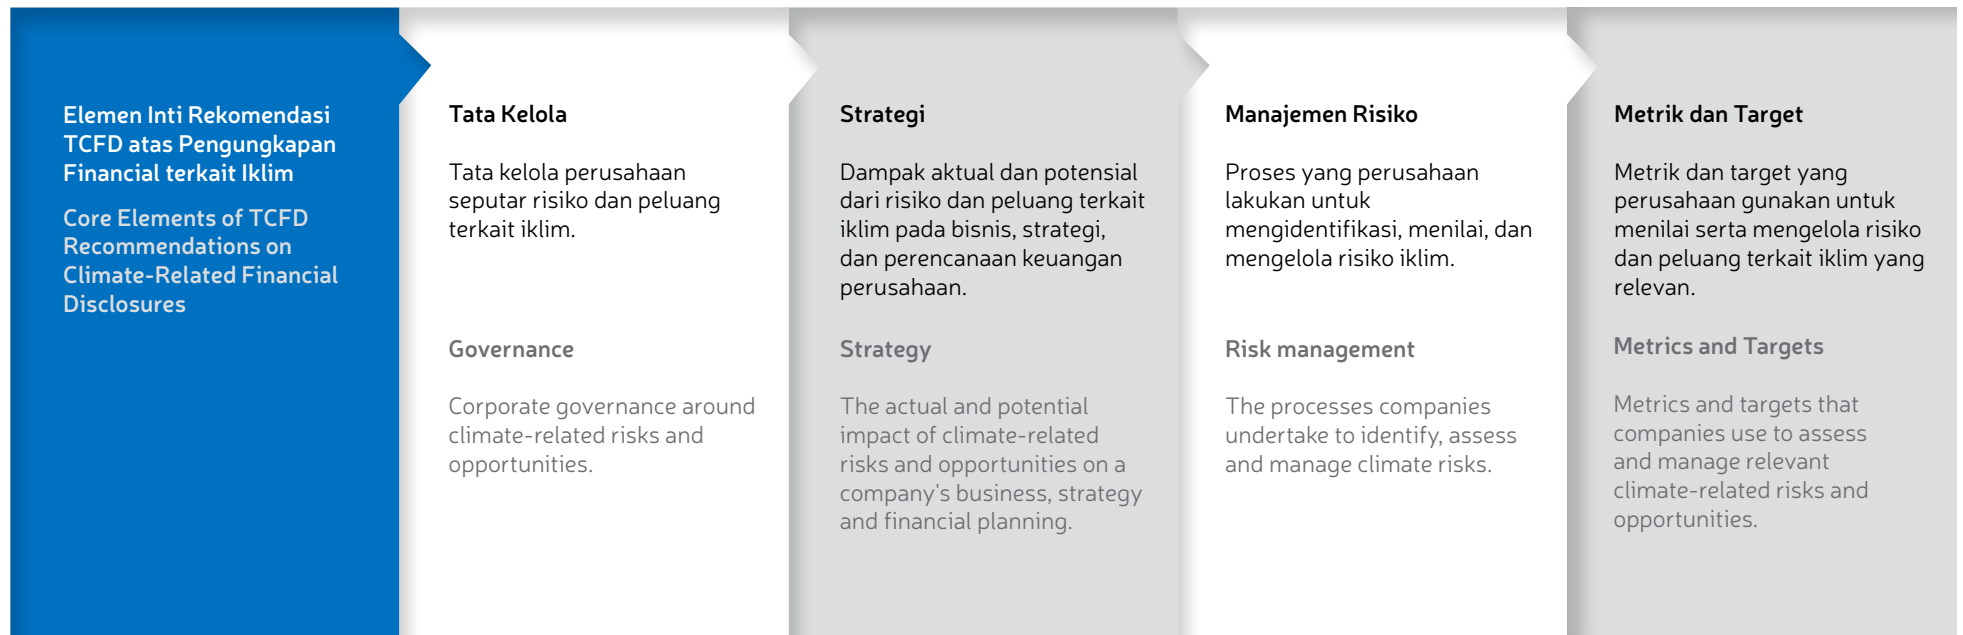 Elemen Inti Rekomendasi
TCFD atas Pengungkapan
Financial terkait Iklim
Core Elements of TCFD
Recommendations on
Climate-Related Financial
Disclosures
Tata Kelola
Tata kelola perusahaan
seputar risiko dan peluang
terkait iklim.
Governance
Corporate governance around
climate-related risks and
opportunities.
Strategi
Dampak aktual dan potensial
dari risiko dan peluang terkait
iklim pada bisnis, strategi,
dan perencanaan keuangan
perusahaan.
Strategy
The actual and potential
impact of climate-related
risks and opportunities on a
company's business, strategy
and financial planning.
Manajemen Risiko
Proses yang perusahaan
lakukan untuk
mengidentifikasi, menilai, dan
mengelola risiko iklim.
Risk management
The processes companies
undertake to identify, assess
and manage climate risks.
Metrik dan Target
Metrik dan target yang
perusahaan gunakan untuk
menilai serta mengelola risiko
dan peluang terkait iklim yang
relevan.
Metrics and Targets
Metrics and targets that
companies use to assess
and manage relevant
climate-related risks and
opportunities.